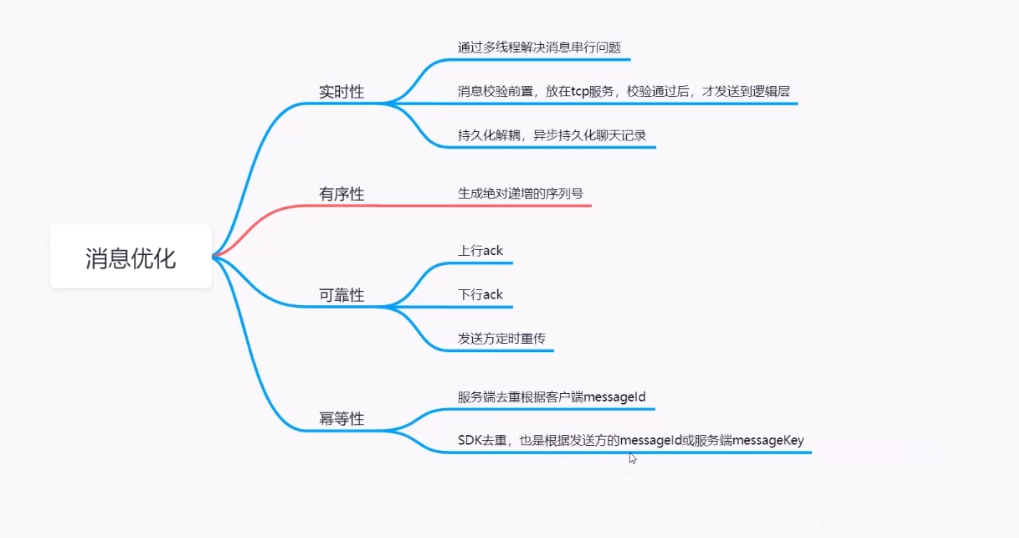 消息优化
实时性
通过多线程解决消息串行问题
消息校验前置，放在tcp服务，校验通过后，才发送到逻辑层
持久化解耦，异步持久化聊天记录
有序性
生成绝对递增的序列号
可靠性
上行ack
下行ack
发送方定时重传
幂等性
服务端去重根据客户端messageId
SDK去重，也是根据发送方的messageId或服务端messageKey